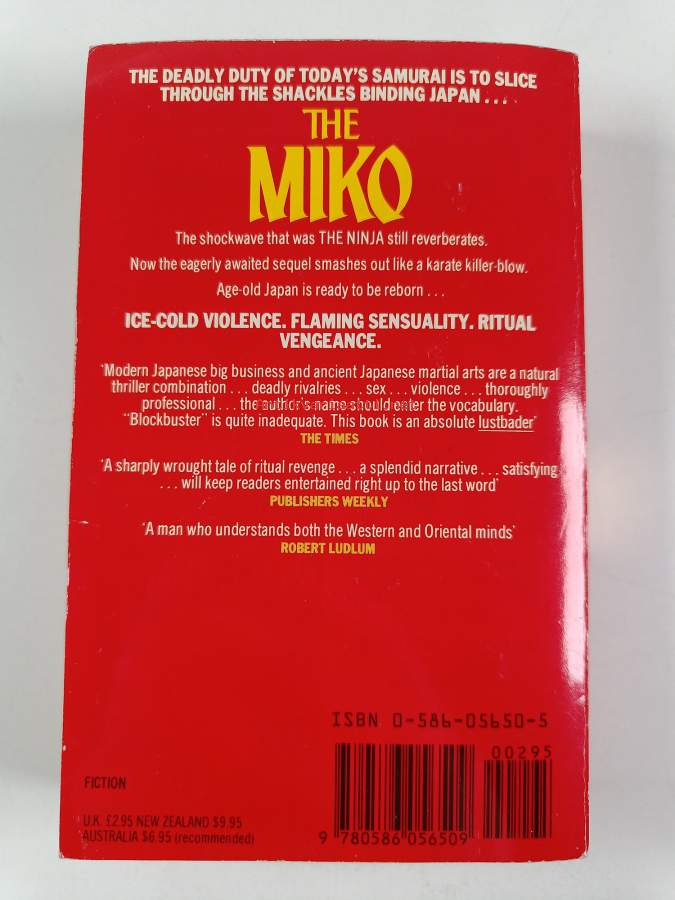 THE DEADLY DUTY OF TODAY'S SAMURAI IS TO SLICE
THROUGH THE SHACKLES BINDING JAPAN...
THE
MIKO
The shockwave that was THE NINJA still reverberates.
Now the eagerly awaited sequel smashes out like a karate killer-blow.
Age-old Japan is ready to be reborn...
ICE-COLD VIOLENCE. FLAMING SENSUALITY. RITUAL
VENGEANCE.
'Modern Japanese big business and ancient Japanese martial arts are a natural
thriller combination... deadly rivalries... sex... violence... thoroughly
professional... the author's name should enter the vocabulary.
"Blockbuster" is quite inadequate. This book is an absolute lustbader'
THE TIMES
'A sharply wrought tale of ritual revenge... a splendid narrative... satisfying
... will keep readers entertained right up to the last word'
PUBLISHERS WEEKLY
'A man who understands both the Western and Oriental minds'
ROBERT LUDLUM
ISBN 0-586-05650-5
00295
FICTION
U.K. £2.95 NEW ZEALAND $9.95
AUSTRALIA $6.95 (recommended)
9 780586 056509